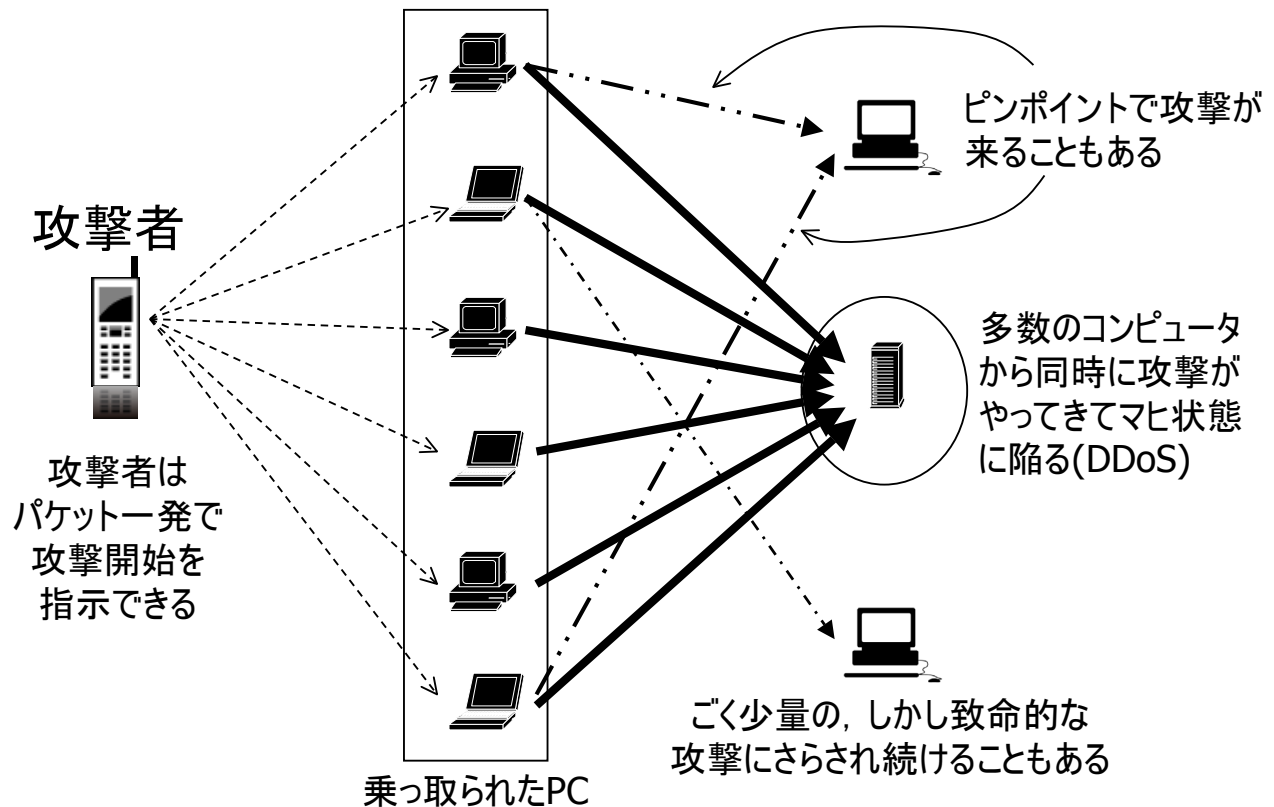 攻撃者
攻撃者は
パケット一発で
攻撃開始を
指示できる
乗っ取られたPC
ピンポイントで攻撃が
来ることもある
多数のコンピュータ
から同時に攻撃が
やってきてマヒ状態
に陥る(DDoS)
ごく少量の, しかし致命的な
攻撃にさらされ続けることもある